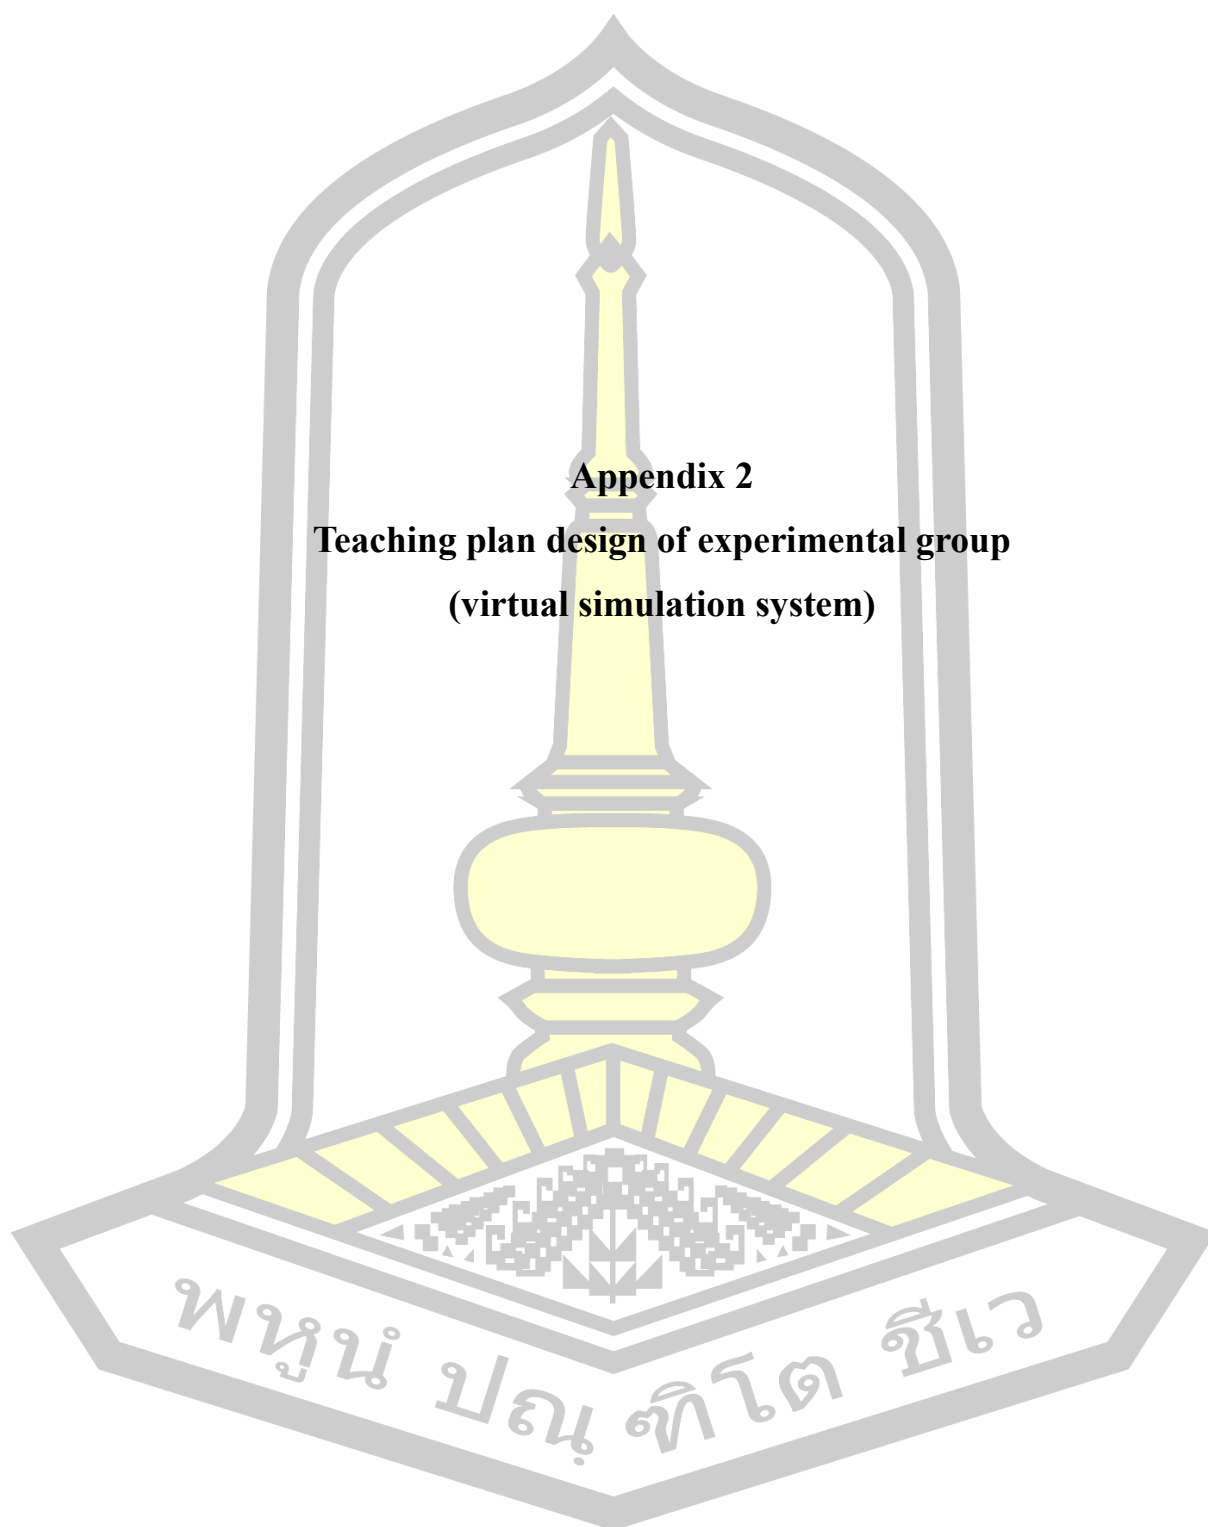 Appendix 2
Teaching plan design of experimental group
(virtual simulation system)
พหูนํ ปณฺฑิโต ชีเว